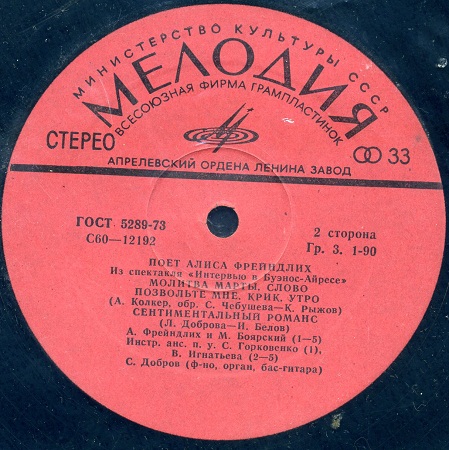 МИНИСТЕРСТВО КУЛЬТУРЫ СССР
МЕЛОДИЯ
ВСЕСОЮЗНАЯ ФИРМА ГРАМПЛАСТИНОК
СТЕРЕО
33
АПРЕЛЕВСКИЙ ОРДЕНА ЛЕНИНА ЗАВОД
ГОСТ 5289-73
С60—12192
2 сторона
Гр. 3. 1-90
ПОЕТ АЛИСА ФРЕЙНДЛИХ
Из спектакля «Интервью в Буэнос-Айресе»
МОЛИТВА МАРТЫ, СЛОВО
ПОЗВОЛЬТЕ МНЕ, КРИК, УТРО
(А. Колкер, обр. С. Чебушева—К. Рыжов)
СЕНТИМЕНТАЛЬНЫЙ РОМАНС
(Л. Доброва—И. Белов)
А. Фрейндлих и М. Боярский (1—5)
Инстр. анс. п. у. С. Горковенко (1),
В. Игнатьева (2—5)
С. Добров (ф-но, орган, бас-гитара)